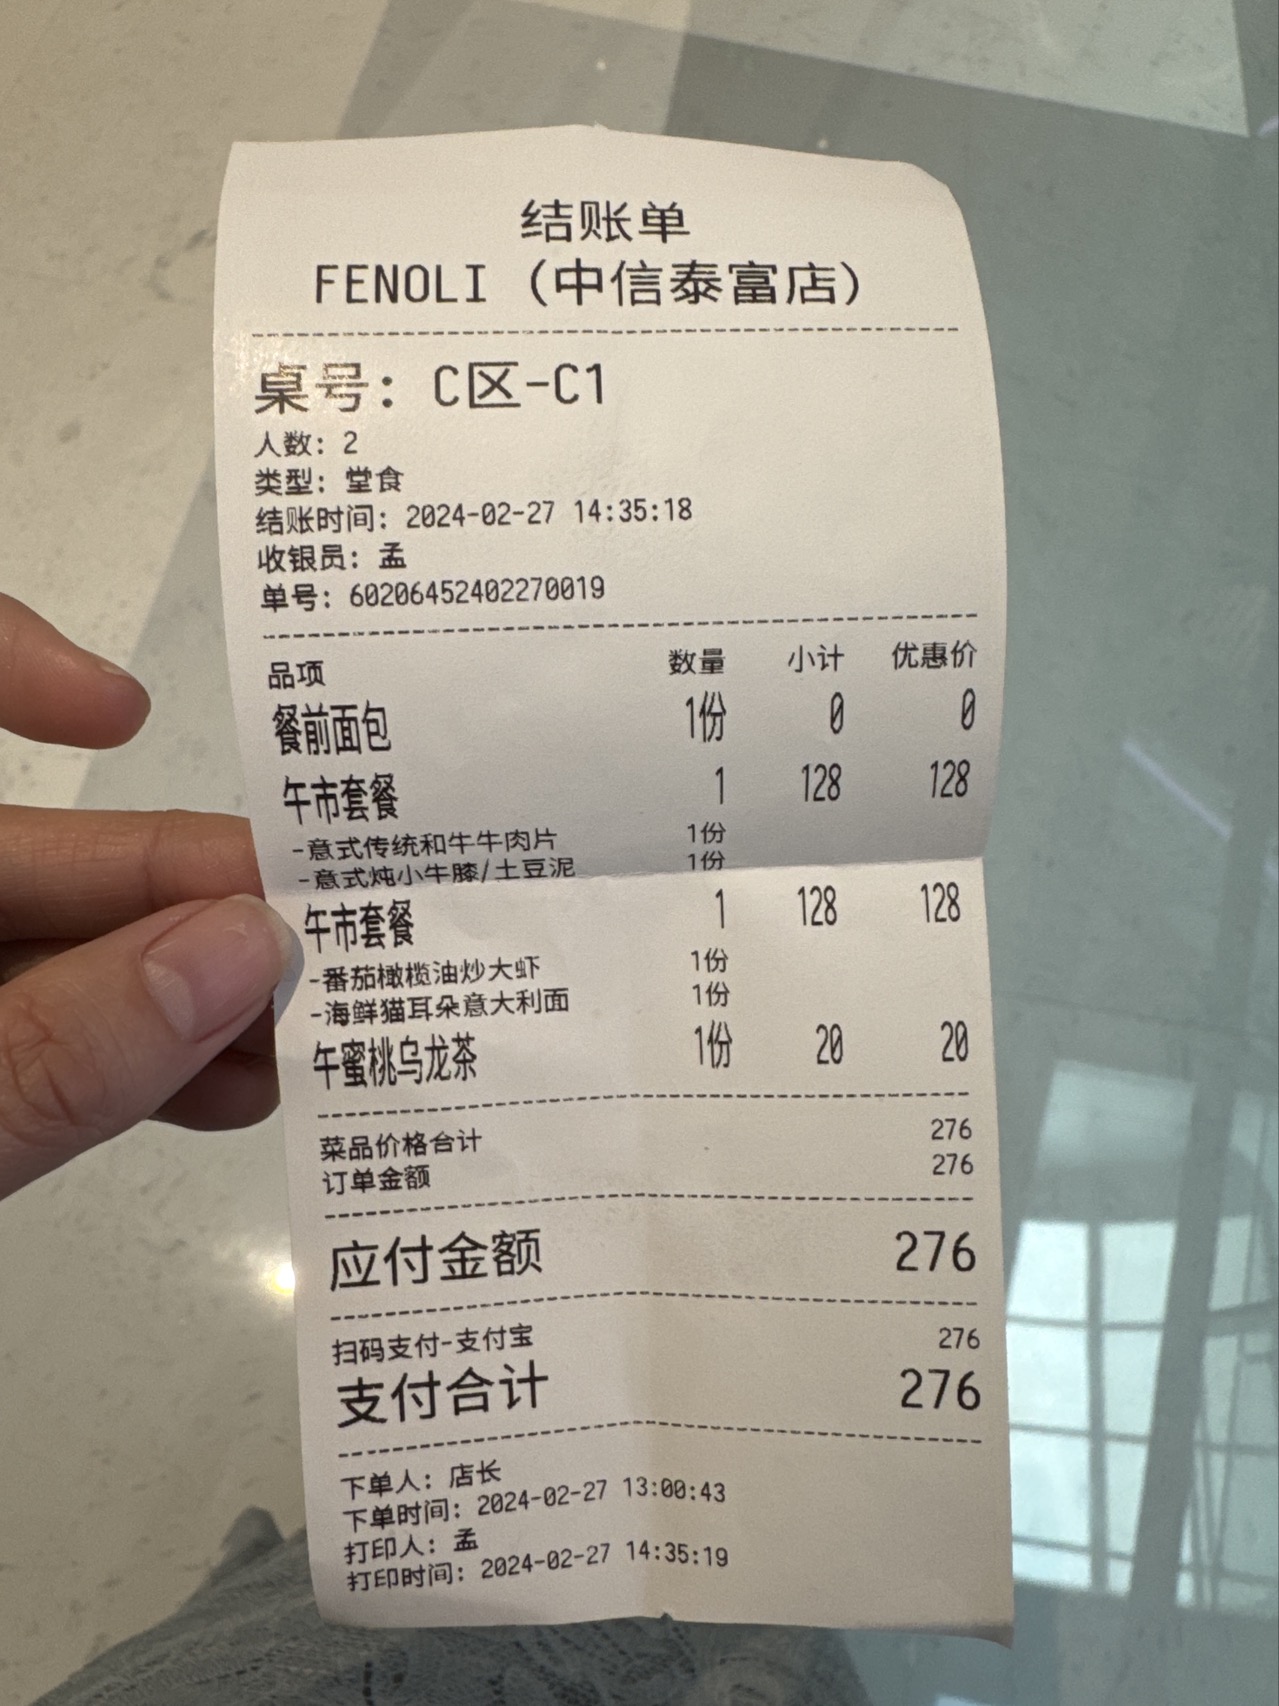 结账单
FENOLI (中信泰富店)
桌号: C区-C1
人数: 2
类型: 堂食
结账时间: 2024-02-27 14:35:18
收银员: 孟
单号: 60206452402270019
品项 数量 小计 优惠价
餐前面包 1份 0 0
午市套餐 1 128 128
-意式传统和牛牛肉片 1份
-意式炖小牛膝/土豆泥 1份
午市套餐 1 128 128
-番茄橄榄油炒大虾 1份
-海鲜猫耳朵意大利面 1份
午蜜桃乌龙茶 1份 20 20
菜品价格合计 276
订单金额 276
应付金额 276
扫码支付-支付宝 276
支付合计 276
下单人: 店长
下单时间: 2024-02-27 13:00:43
打印人: 孟
打印时间: 2024-02-27 14:35:19